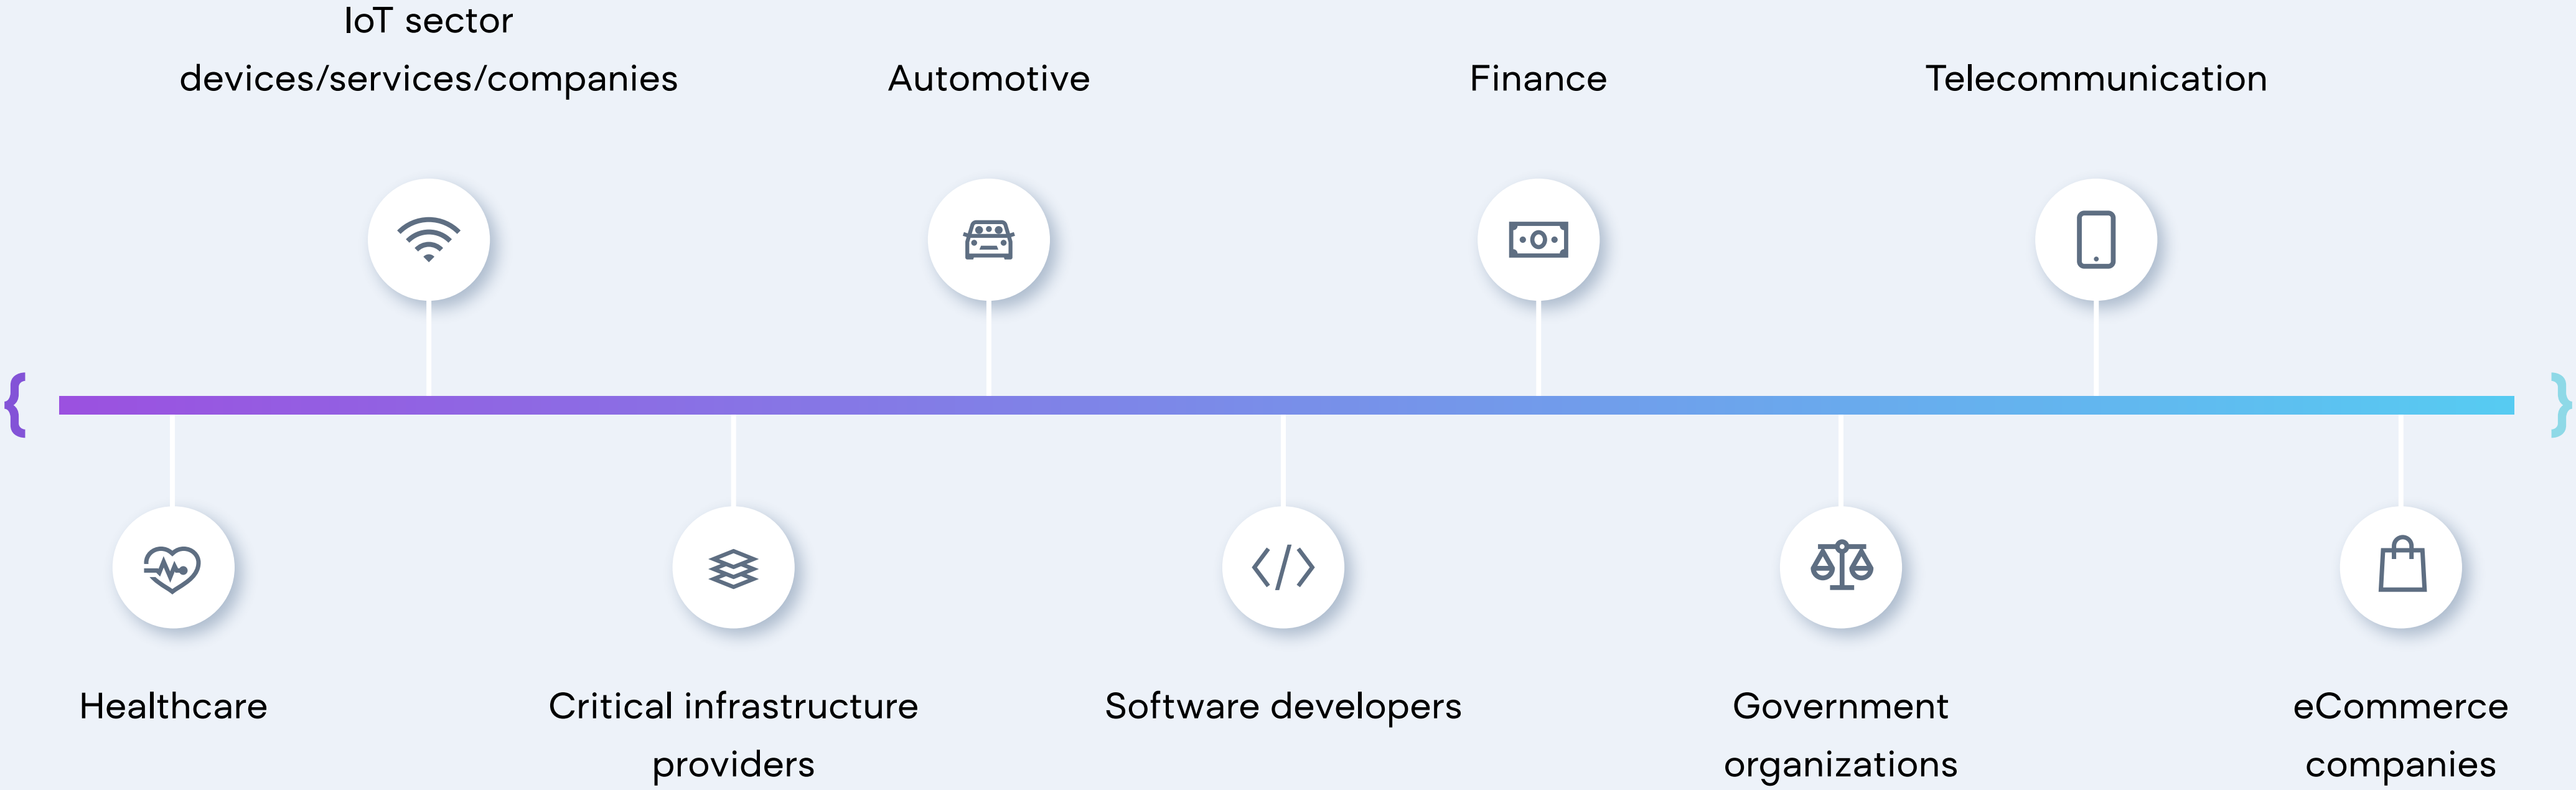 IoT sector
devices/services/companies
Automotive
Finance
Telecommunication
{
}
Healthcare
Critical infrastructure
providers
Software developers
Government
organizations
eCommerce
companies